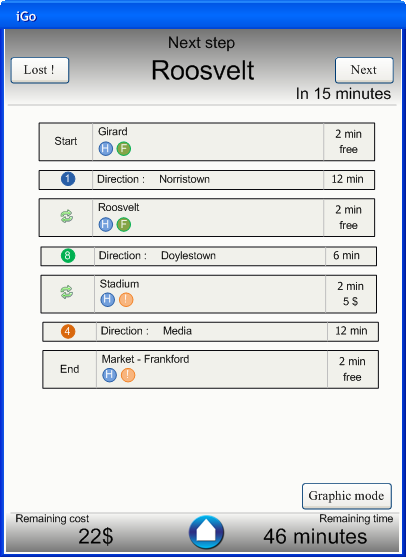 iGo
Next step
Lost !
Roosvelt
Next
In 15 minutes
Start
Girard
H F
2 min
free
1 Direction : Norristown 12 min
Roosvelt
H F
2 min
free
8 Direction : Doylestown 6 min
Stadium
H !
2 min
5 $
4 Direction : Media 12 min
End
Market - Frankford
H !
2 min
free
Graphic mode
Remaining cost
22$
Remaining time
46 minutes